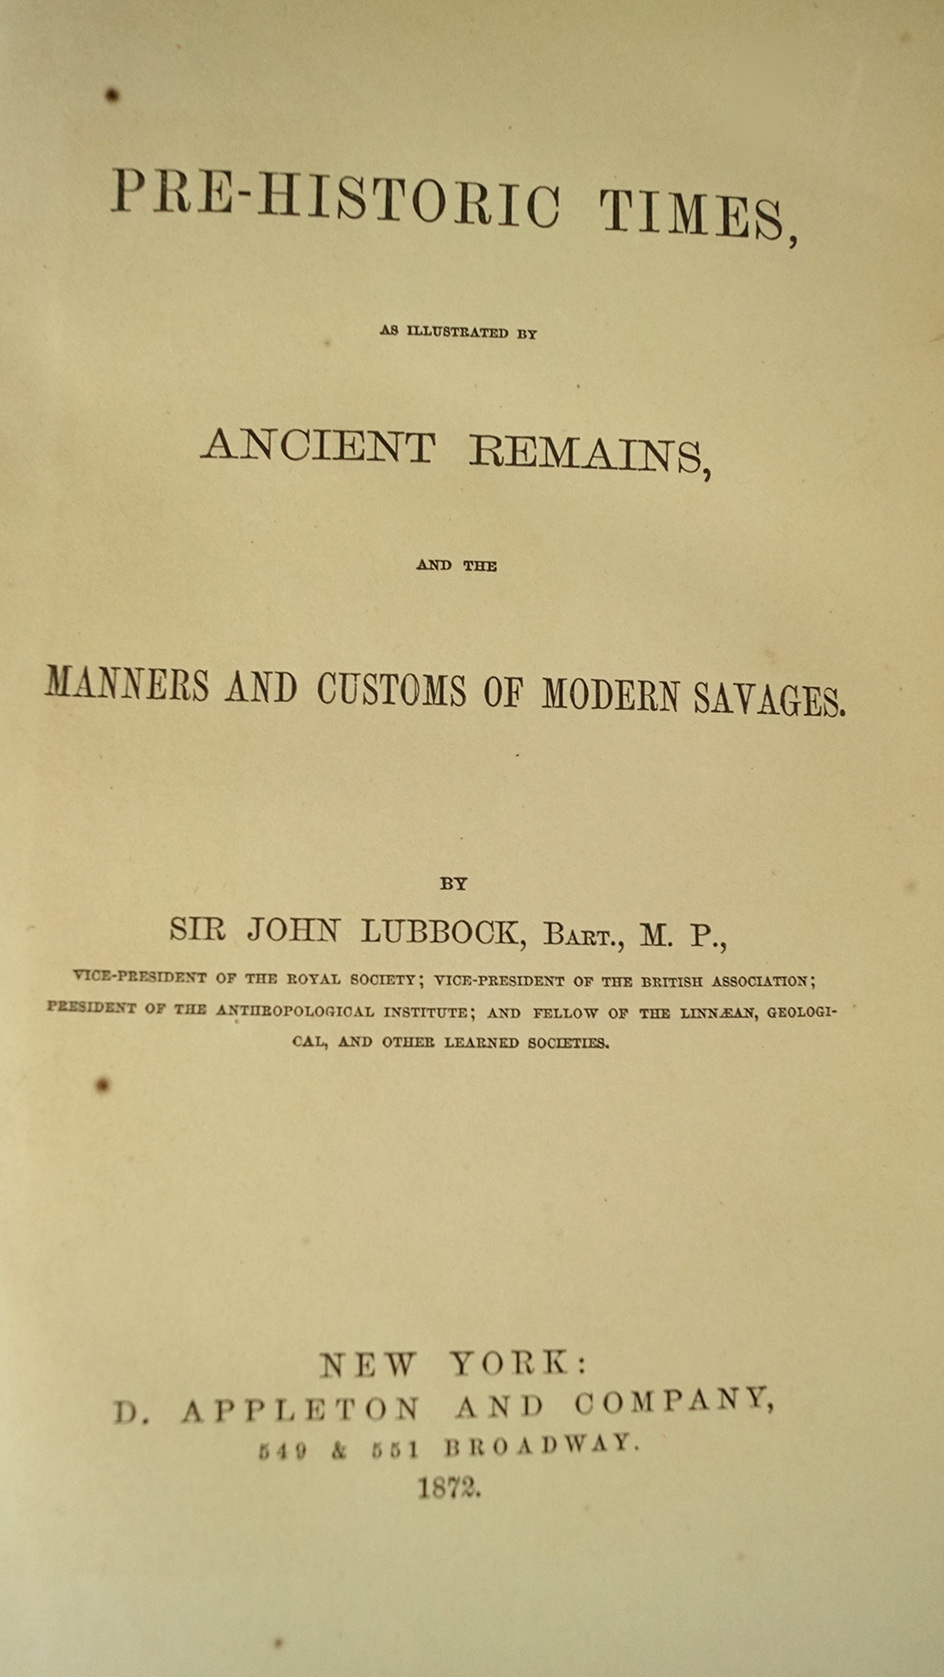 PRE-HISTORIC TIMES,
AS ILLUSTRATED BY
ANCIENT REMAINS,
AND THE
MANNERS AND CUSTOMS OF MODERN SAVAGES.
BY
SIR JOHN LUBBOCK, BART., M. P.,
VICE-PRESIDENT OF THE ROYAL SOCIETY; VICE-PRESIDENT OF THE BRITISH ASSOCIATION;
PRESIDENT OF THE ANTHROPOLOGICAL INSTITUTE; AND FELLOW OF THE LINNÆAN, GEOLOGI-
CAL, AND OTHER LEARNED SOCIETIES.
NEW YORK:
D. APPLETON AND COMPANY,
549 & 551 BROADWAY.
1872.